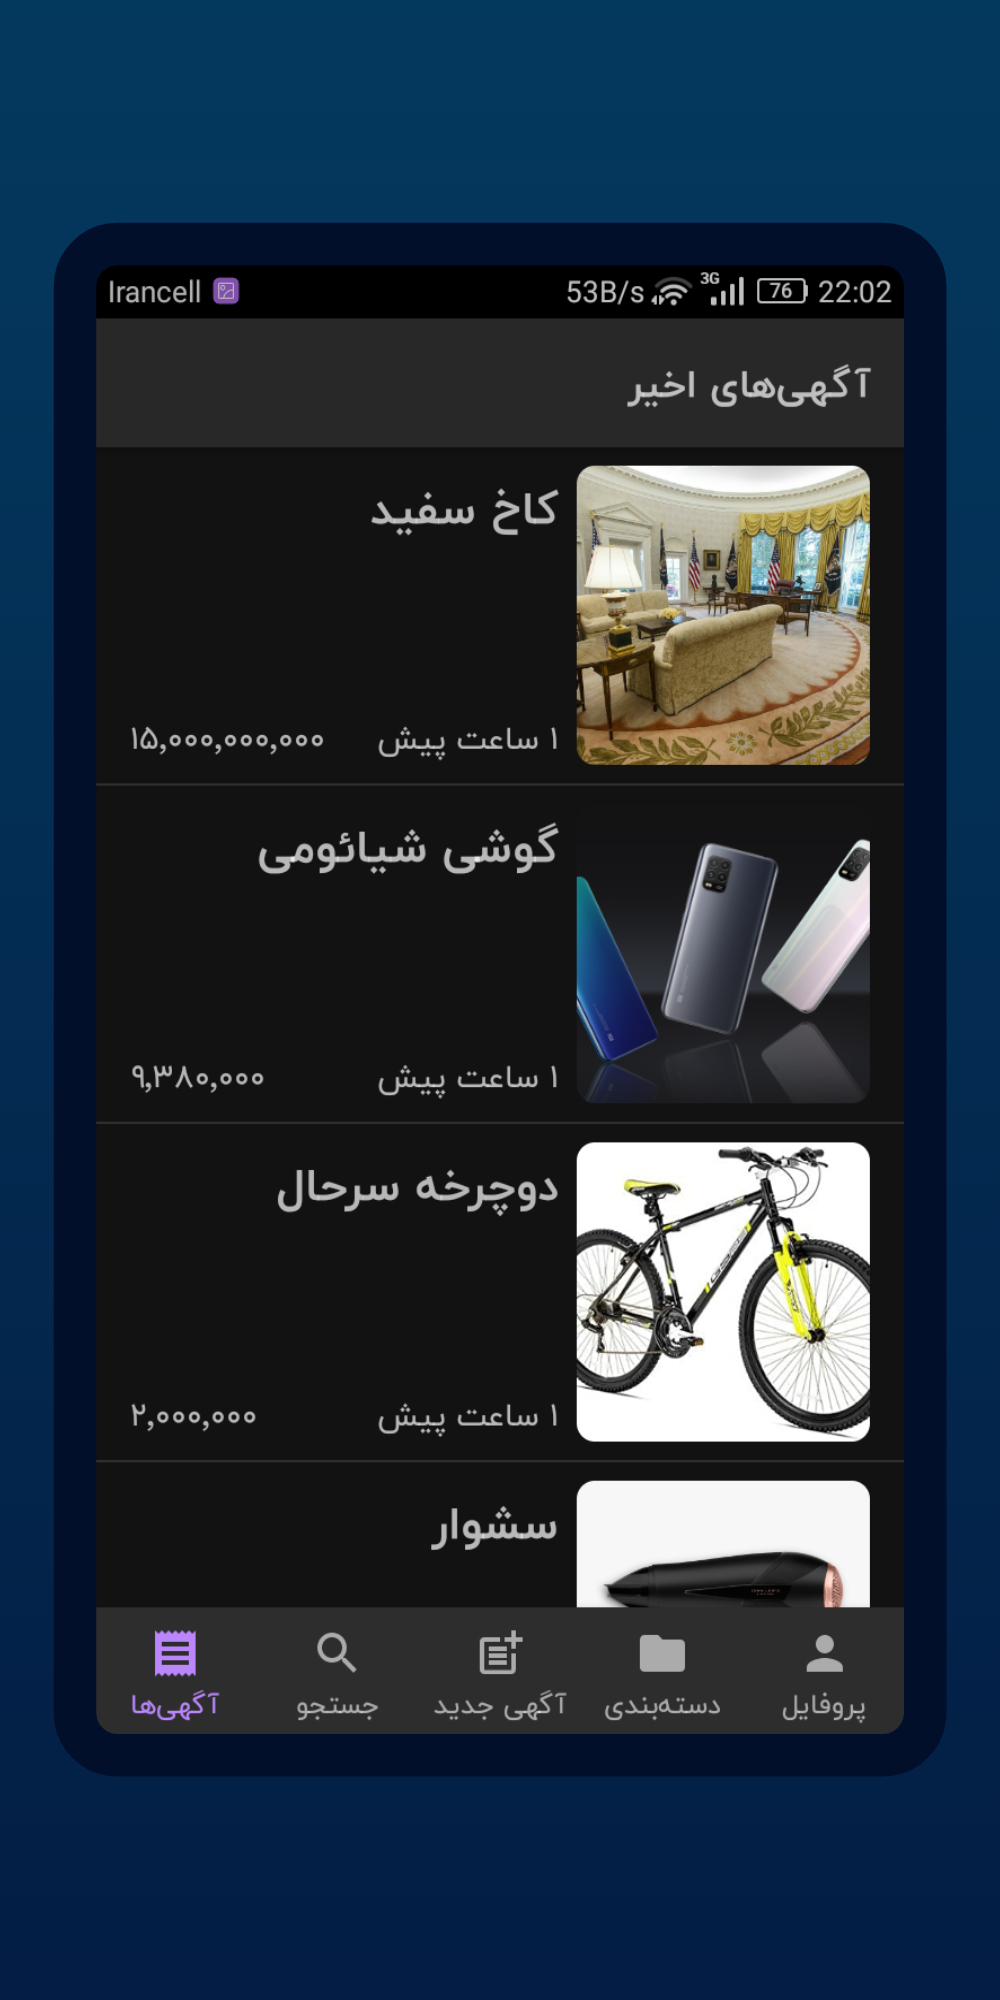 Irancell 53B/s 3G 76 22:02
آگهی‌های اخیر
کاخ سفید
۱ ساعت پیش ۱۵,۰۰۰,۰۰۰,۰۰۰
گوشی شیائومی
۱ ساعت پیش ۹,۳۸۰,۰۰۰
دوچرخه سرحال
۱ ساعت پیش ۲,۰۰۰,۰۰۰
سشوار
پروفایل دسته‌بندی آگهی جدید جستجو آگهی‌ها